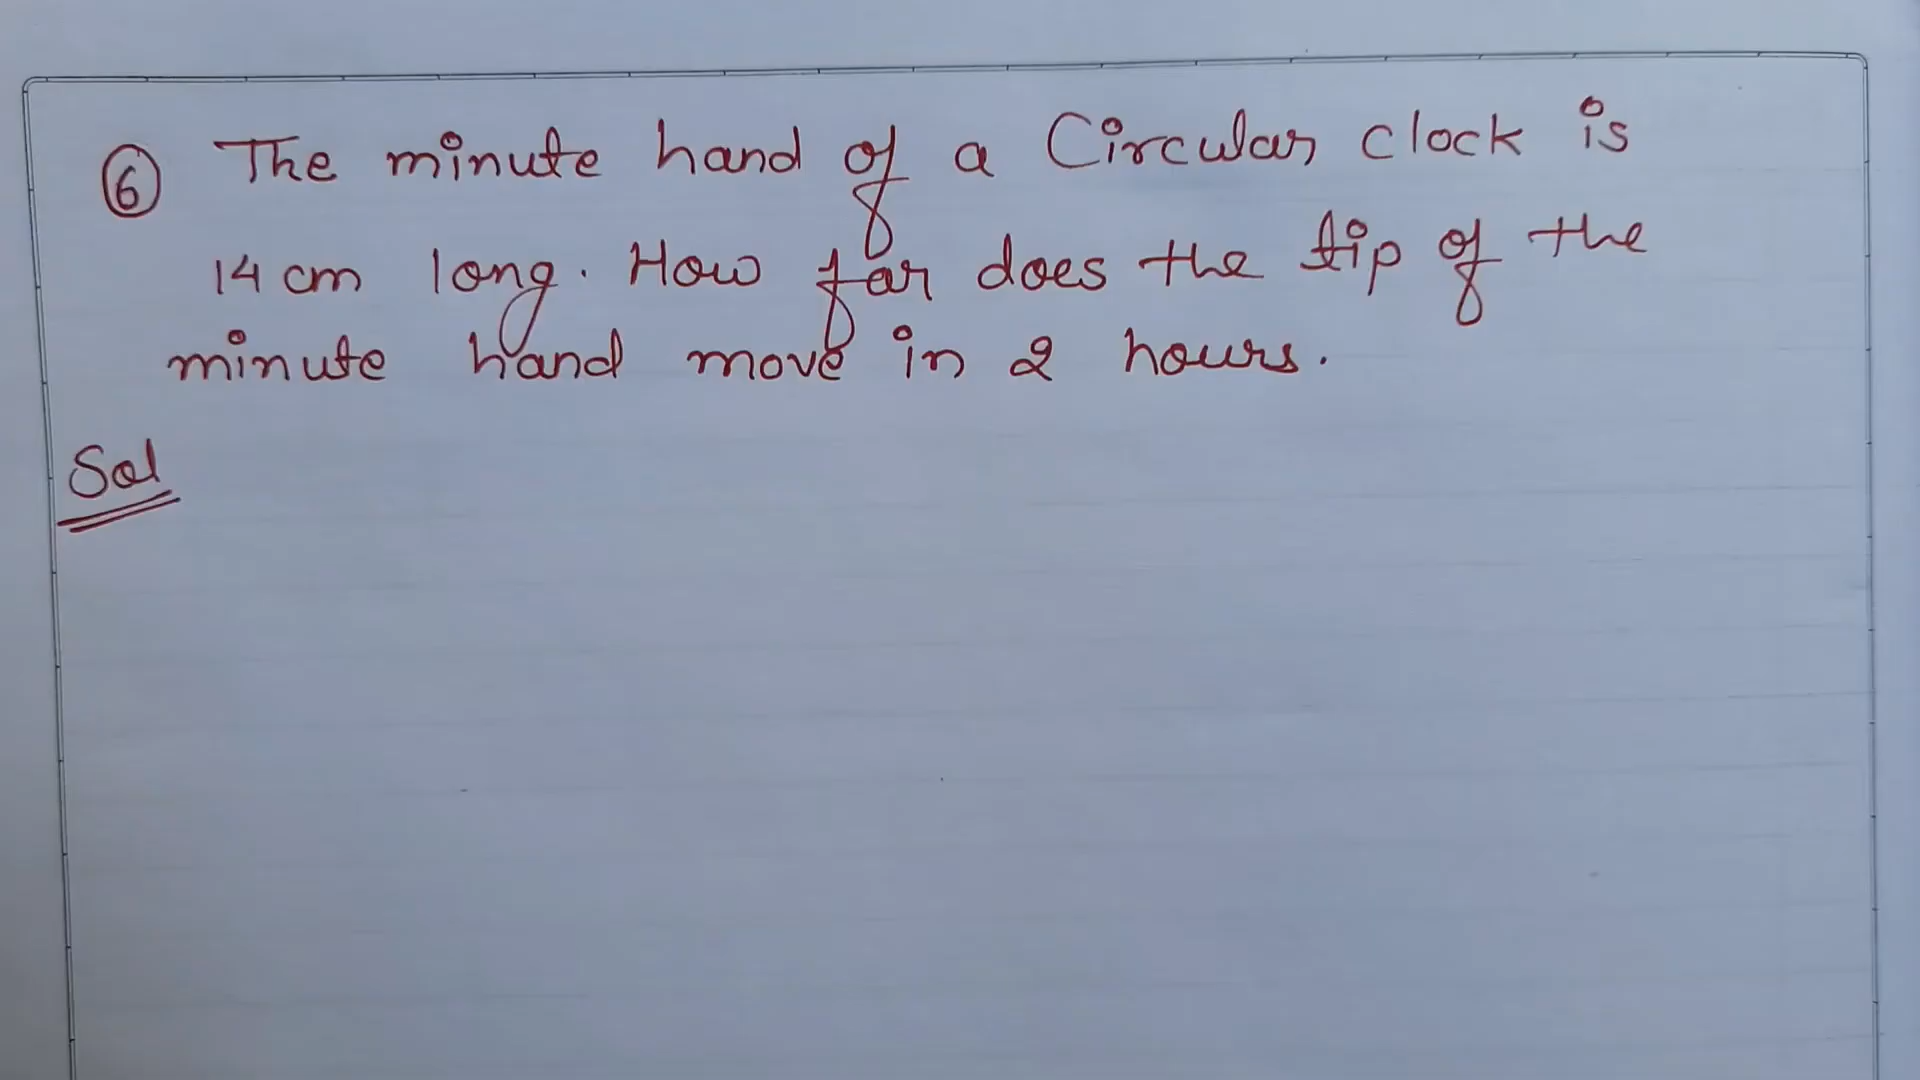 6 The minute hand of a Circular clock is
14 cm long. How far does the tip of the
minute hand move in 2 hours.
Sol